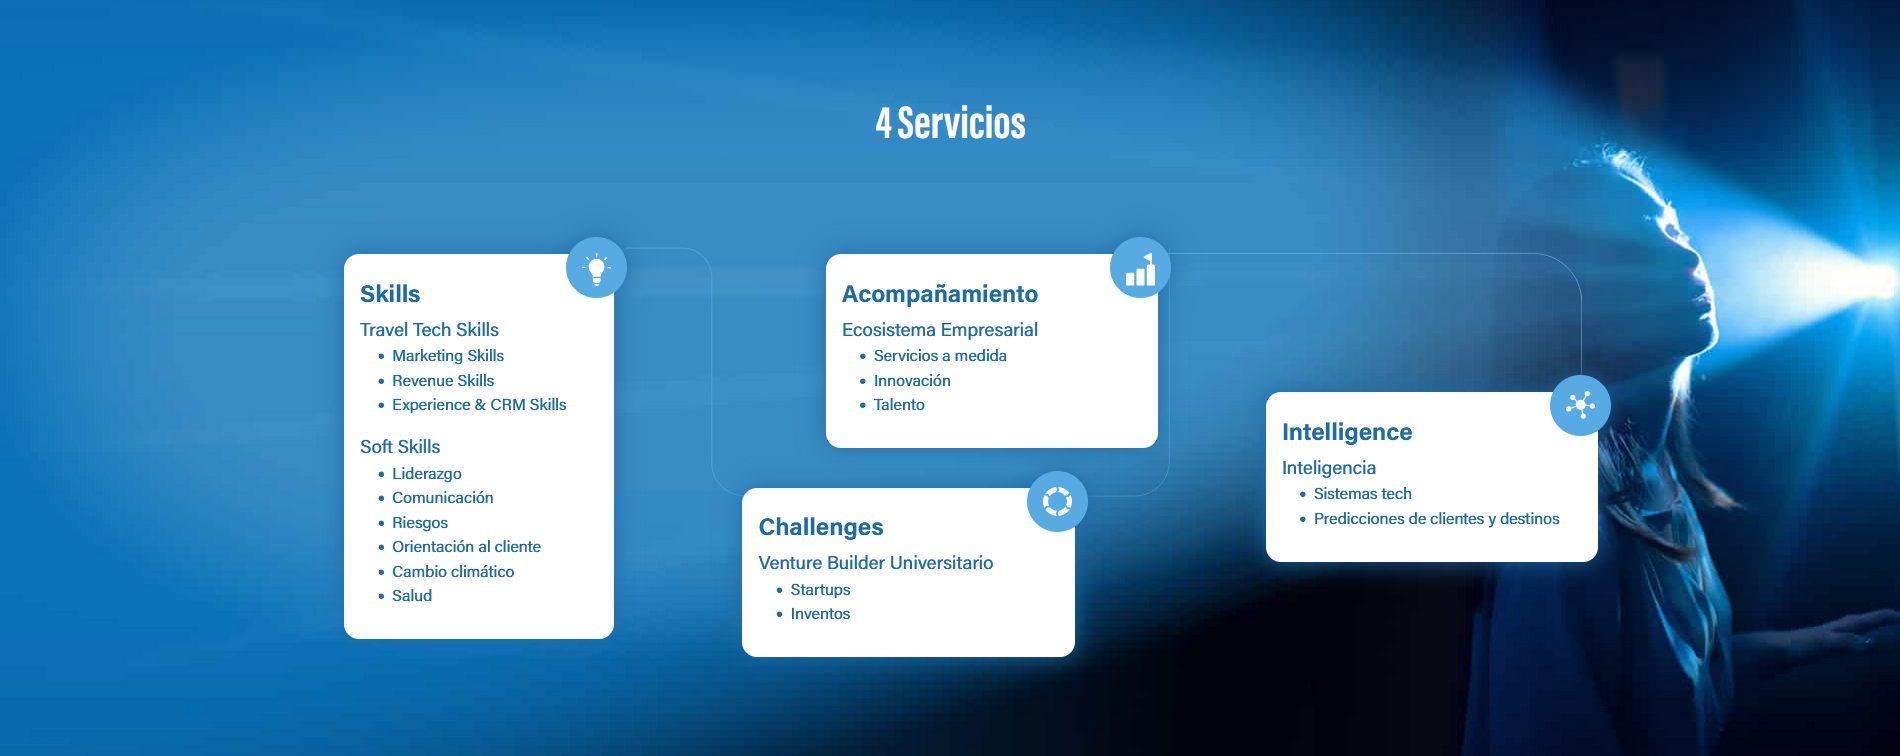 4 Servicios
Skills
Travel Tech Skills
• Marketing Skills
• Revenue Skills
• Experience & CRM Skills
Soft Skills
• Liderazgo
• Comunicación
• Riesgos
• Orientación al cliente
• Cambio climático
• Salud
Challenges
Venture Builder Universitario
• Startups
• Inventos
Acompañamiento
Ecosistema Empresarial
• Servicios a medida
• Innovación
• Talento
Intelligence
Inteligencia
• Sistemas tech
• Predicciones de clientes y destinos